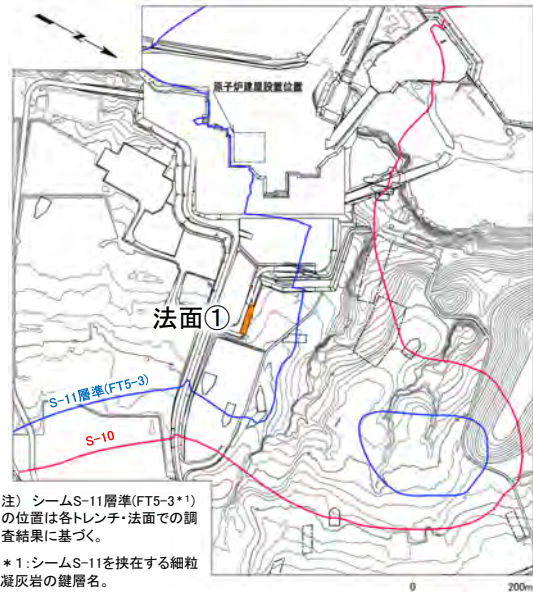 原子炉建屋設置位置
法面①
S-11層準(FT5-3)
S-10
注) シームS-11層準(FT5-3*1)
の位置は各トレンチ・法面での調
査結果に基づく。
*1:シームS-11を挟在する細粒
凝灰岩の鍵層名。
0 200m